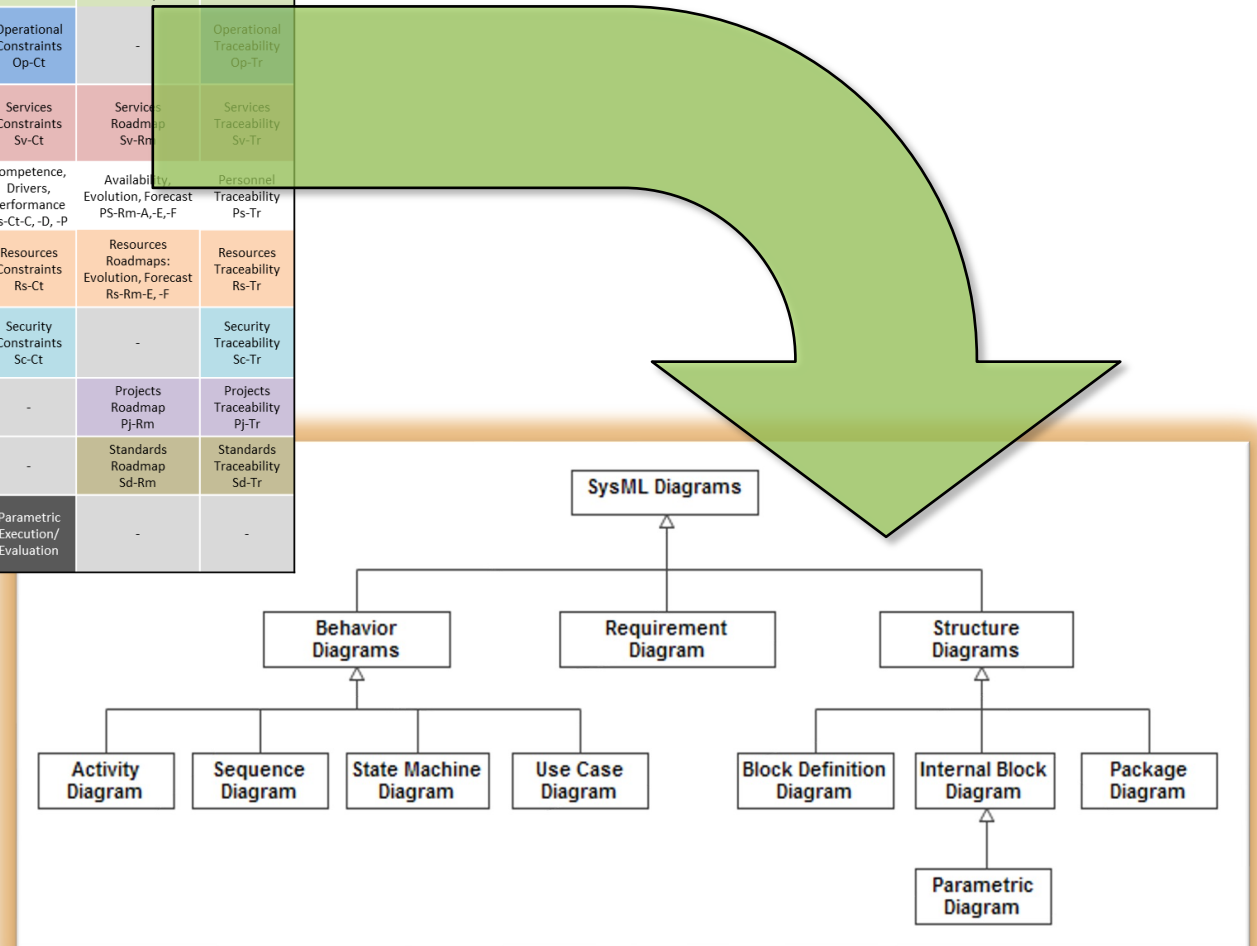 Operational
Constraints
Op-Ct
-
Operational
Traceability
Op-Tr
Services
Constraints
Sv-Ct
Services
Roadmap
Sv-Rm
Services
Traceability
Sv-Tr
ompetence,
Drivers,
erformance
s-Ct-C, -D, -P
Availability,
Evolution, Forecast
PS-Rm-A,-E,-F
Personnel
Traceability
Ps-Tr
Resources
Constraints
Rs-Ct
Resources
Roadmaps:
Evolution, Forecast
Rs-Rm-E, -F
Resources
Traceability
Rs-Tr
Security
Constraints
Sc-Ct
-
Security
Traceability
Sc-Tr
-
Projects
Roadmap
Pj-Rm
Projects
Traceability
Pj-Tr
-
Standards
Roadmap
Sd-Rm
Standards
Traceability
Sd-Tr
Parametric
Execution/
Evaluation
-
-
SysML Diagrams
Behavior
Diagrams
Requirement
Diagram
Structure
Diagrams
Activity
Diagram
Sequence
Diagram
State Machine
Diagram
Use Case
Diagram
Block Definition
Diagram
Internal Block
Diagram
Package
Diagram
Parametric
Diagram